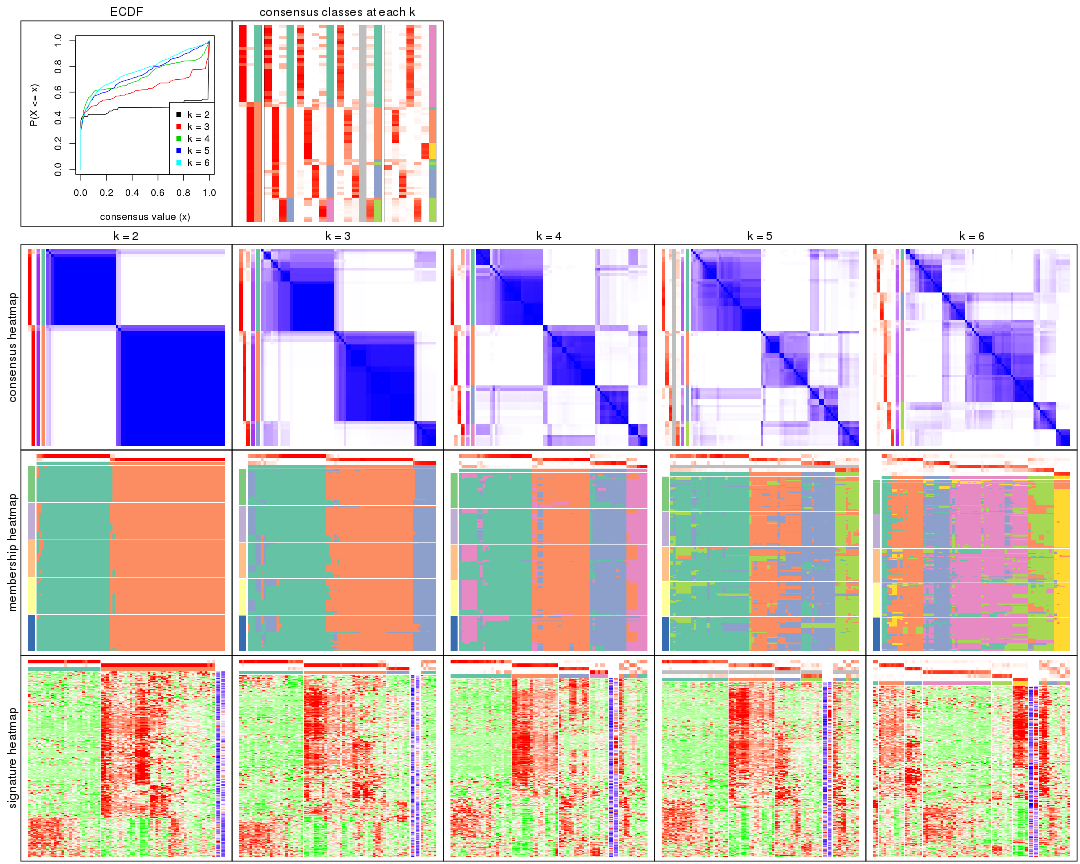 ECDF
consensus classes at each k
P(X <= x)
0.0
0.2
0.4
0.6
0.8
1.0
k = 2
k = 3
k = 4
k = 5
k = 6
0.0 0.2 0.4 0.6 0.8 1.0
consensus value (x)
k = 2
k = 3
k = 4
k = 5
k = 6
consensus heatmap
membership heatmap
signature heatmap